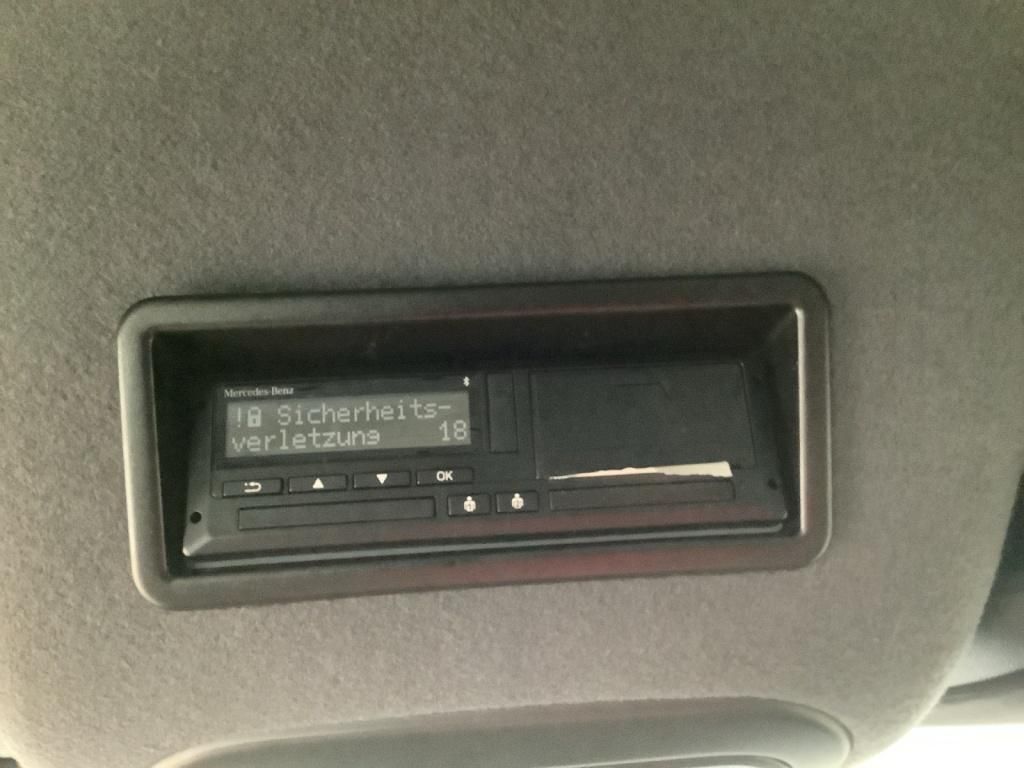 Mercedes-Benz
! Sicherheits-
verletzung 18
OK